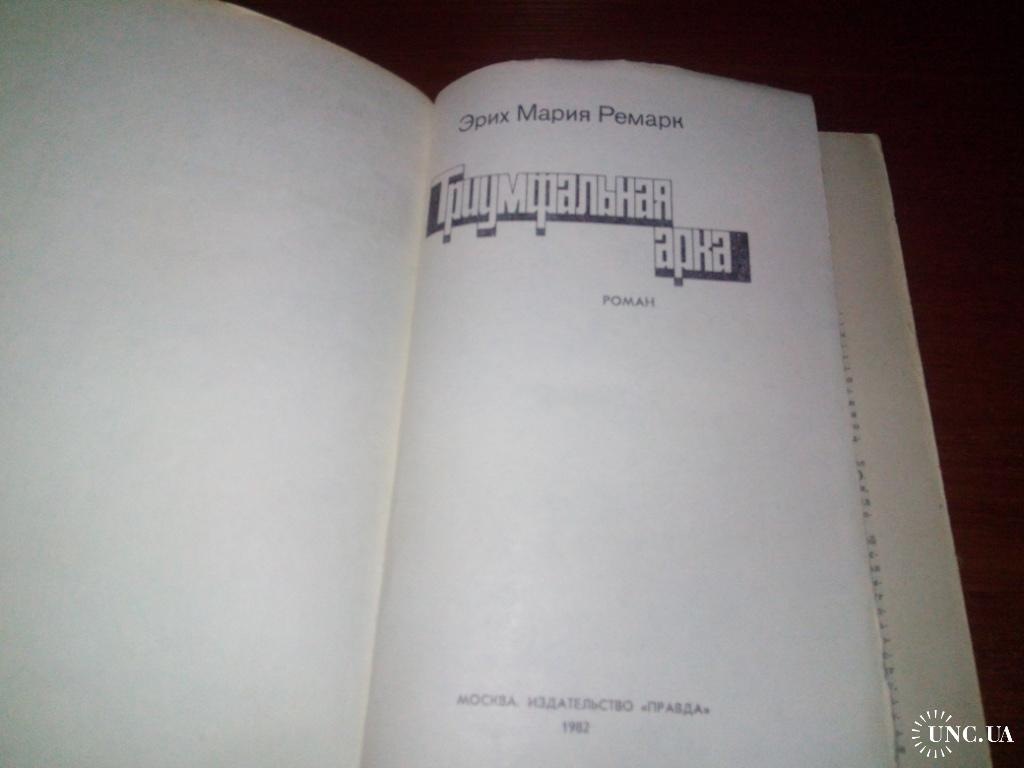 Эрих Мария Ремарк
Триумфальная
арка
РОМАН
МОСКВА. ИЗДАТЕЛЬСТВО «ПРАВДА»
1982
UNC.UA